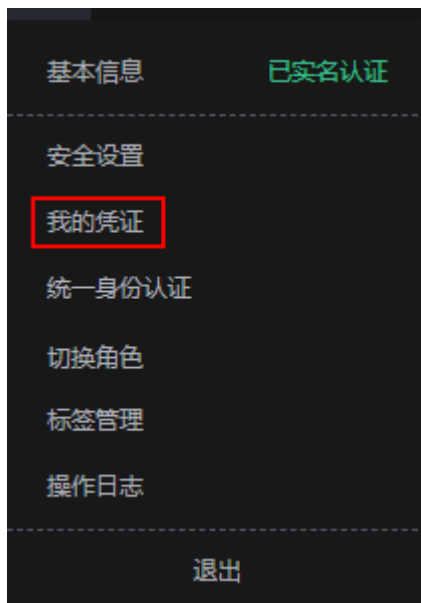 基本信息 已实名认证
安全设置
我的凭证
统一身份认证
切换角色
标签管理
操作日志
退出